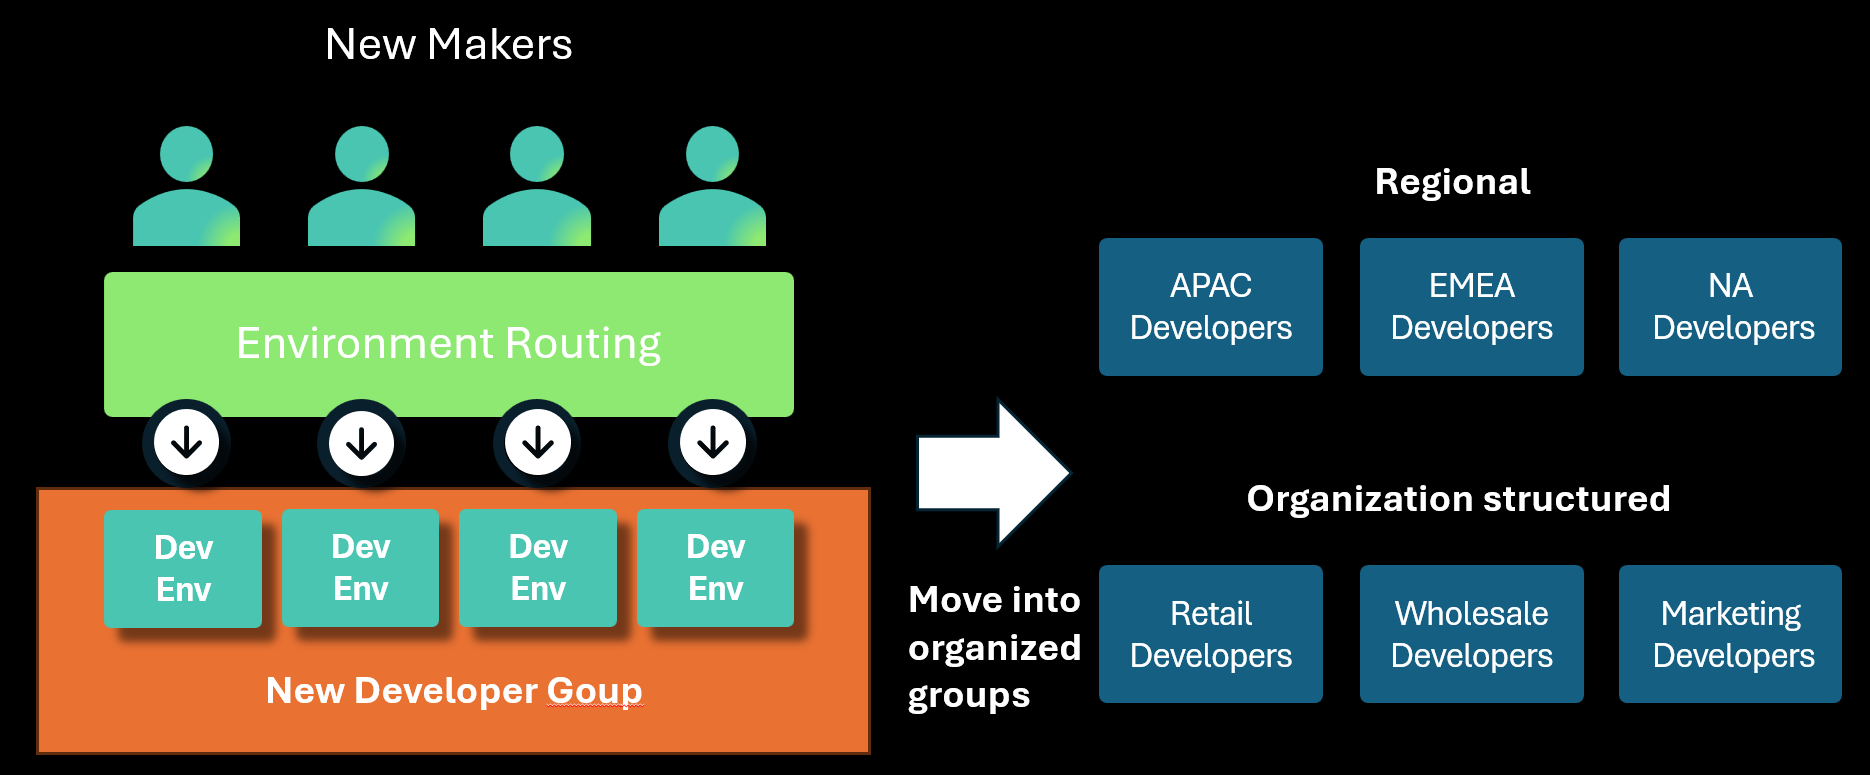 New Makers
Environment Routing
Dev
Env
Dev
Env
Dev
Env
Dev
Env
New Developer Goup
Move into
organized
groups
Regional
APAC
Developers
EMEA
Developers
NA
Developers
Organization structured
Retail
Developers
Wholesale
Developers
Marketing
Developers